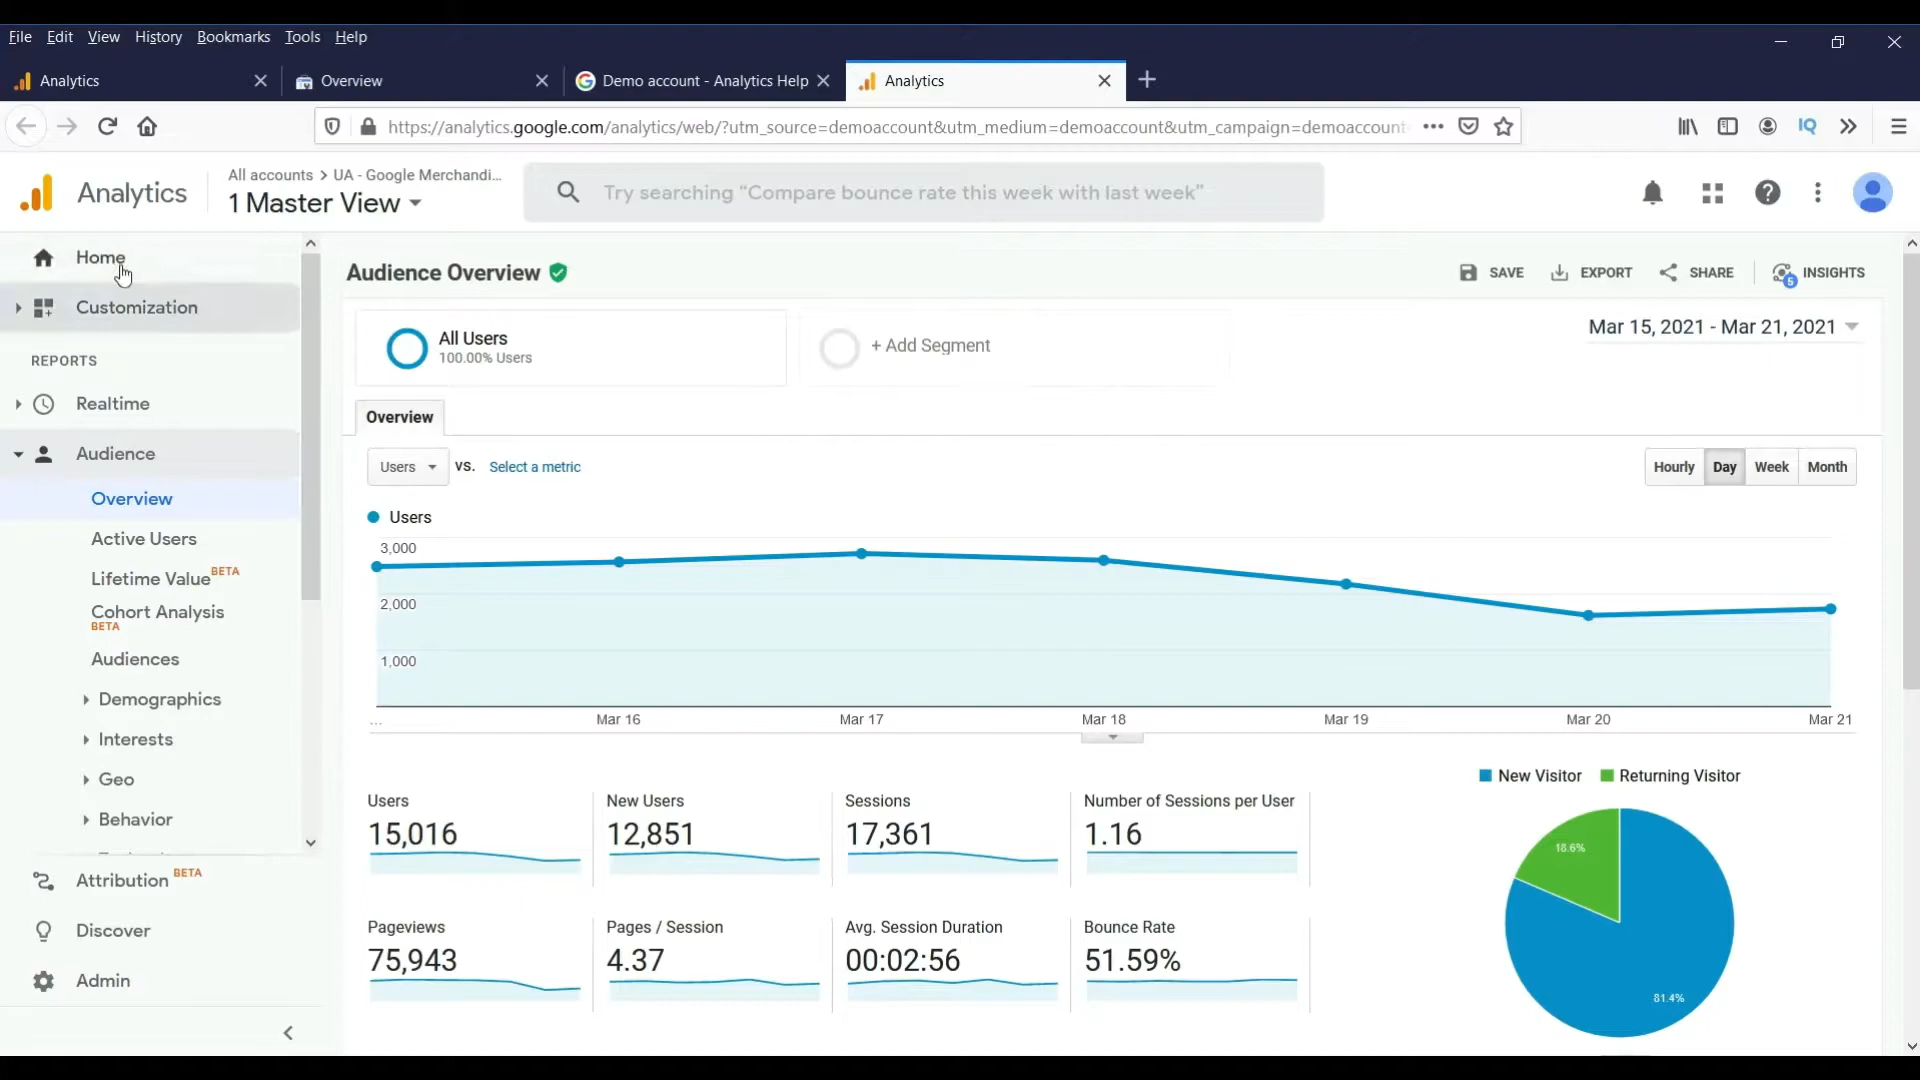 File Edit View History Bookmarks Tools Help
Analytics
Overview
Demo account - Analytics Help
Analytics
https://analytics.google.com/analytics/web/?utm_source=demoaccount&utm_medium=demoaccount&utm_campaign=demoaccount
IQ
Analytics
All accounts > UA - Google Merchandi...
1 Master View
Try searching “Compare bounce rate this week with last week”
Home
Customization
REPORTS
Realtime
Audience
Overview
Active Users
Lifetime Value BETA
Cohort Analysis
BETA
Audiences
Demographics
Interests
Geo
Behavior
Attribution BETA
Discover
Admin
Audience Overview
SAVE
EXPORT
SHARE
5
INSIGHTS
All Users
100.00% Users
+ Add Segment
Mar 15, 2021 - Mar 21, 2021
Overview
Users
VS.
Select a metric
Hourly Day Week Month
Users
3,000
2,000
1,000
... Mar 16 Mar 17 Mar 18 Mar 19 Mar 20 Mar 21
Users
15,016
New Users
12,851
Sessions
17,361
Number of Sessions per User
1.16
Pageviews
75,943
Pages / Session
4.37
Avg. Session Duration
00:02:56
Bounce Rate
51.59%
New Visitor Returning Visitor
18.6%
81.4%